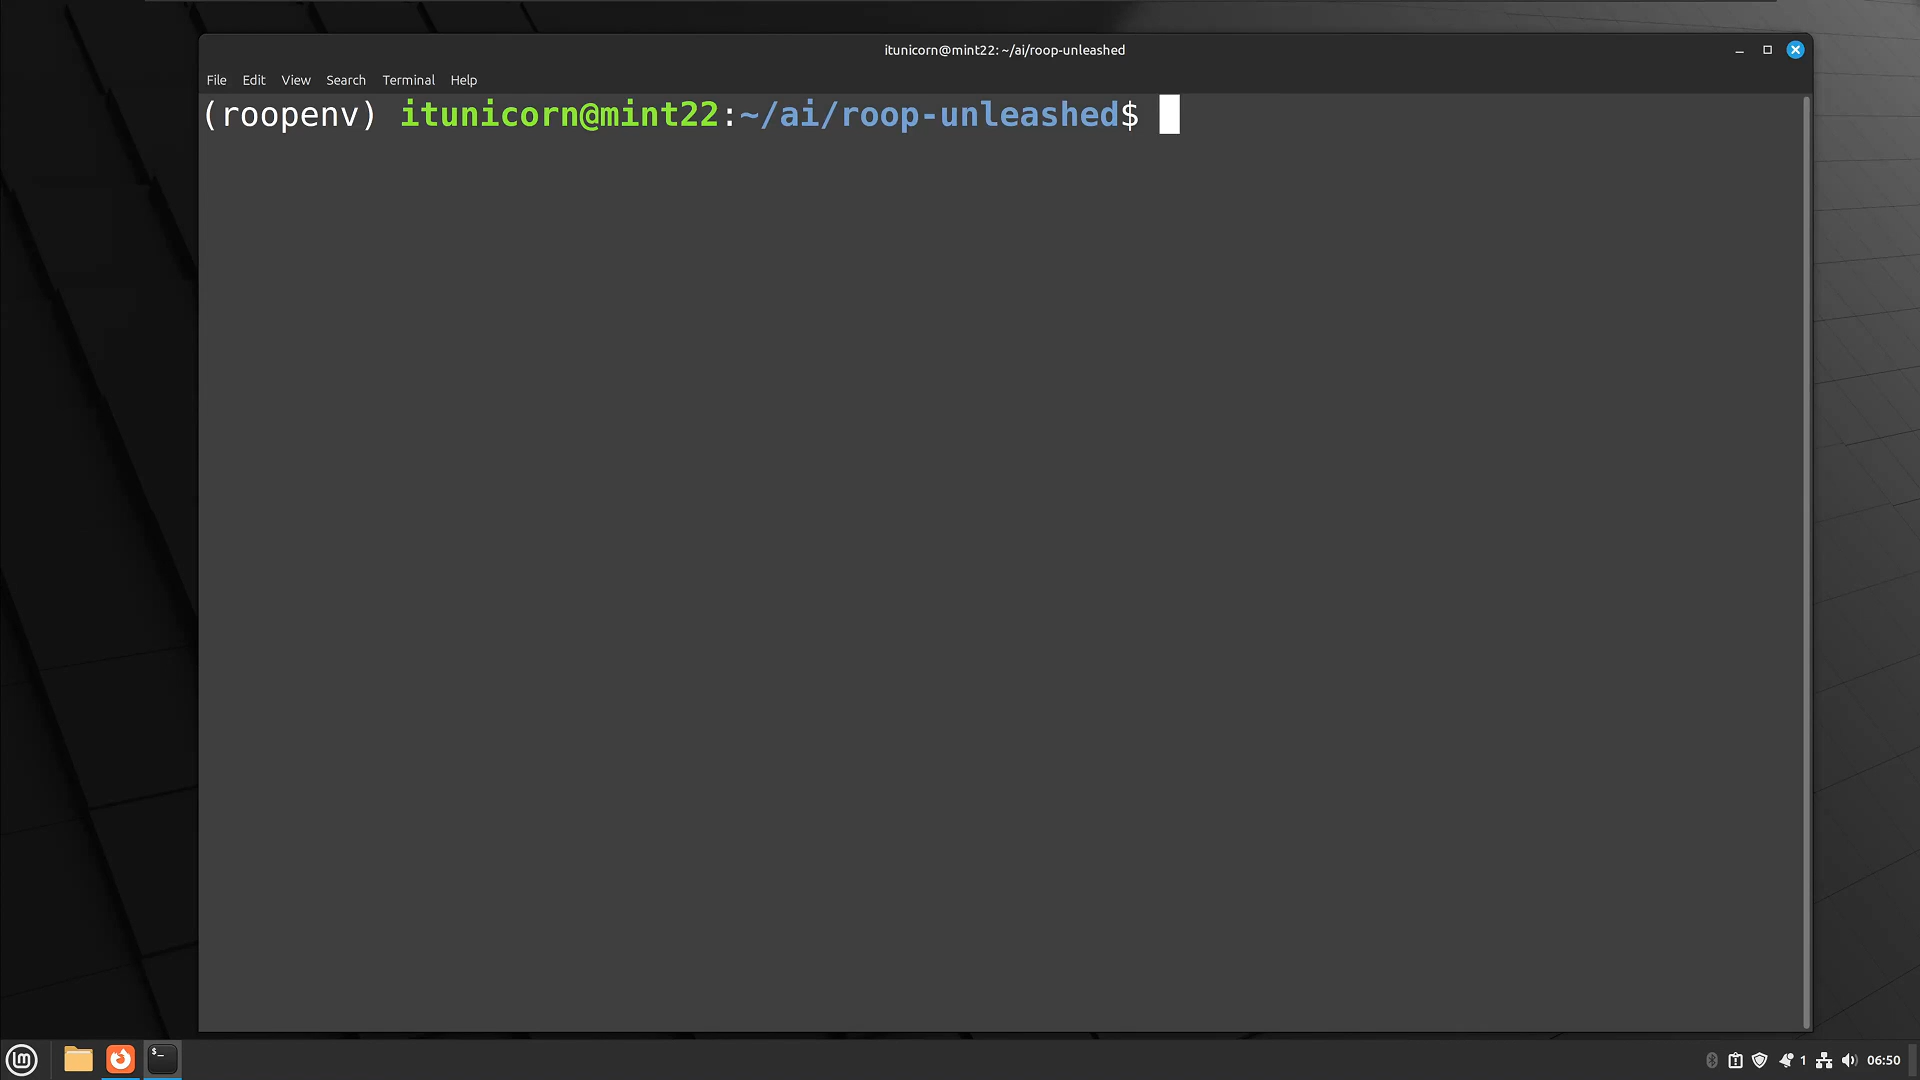 itunicorn@mint22: ~/ai/roop-unleashed
File Edit View Search Terminal Help
(roopenv) itunicorn@mint22:~/ai/roop-unleashed$
$_
lm
1
06:50